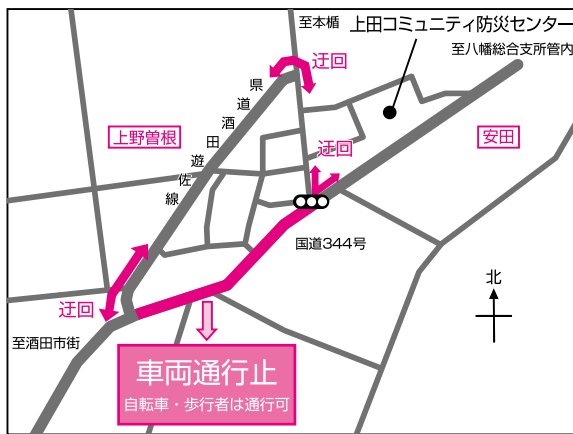 至本楯
上田コミュニティ防災センター
至八幡総合支所管内
迂回
県道酒田遊佐線
上野曽根
安田
迂回
国道344号
北
迂回
至酒田市街
車両通行止
自転車・歩行者は通行可